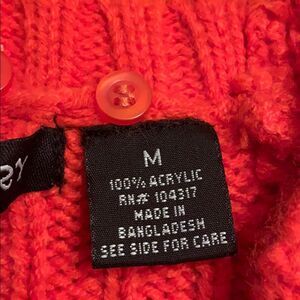 M
100% ACRYLIC
RN# 104317
MADE IN
BANGLADESH
SEE SIDE FOR CARE